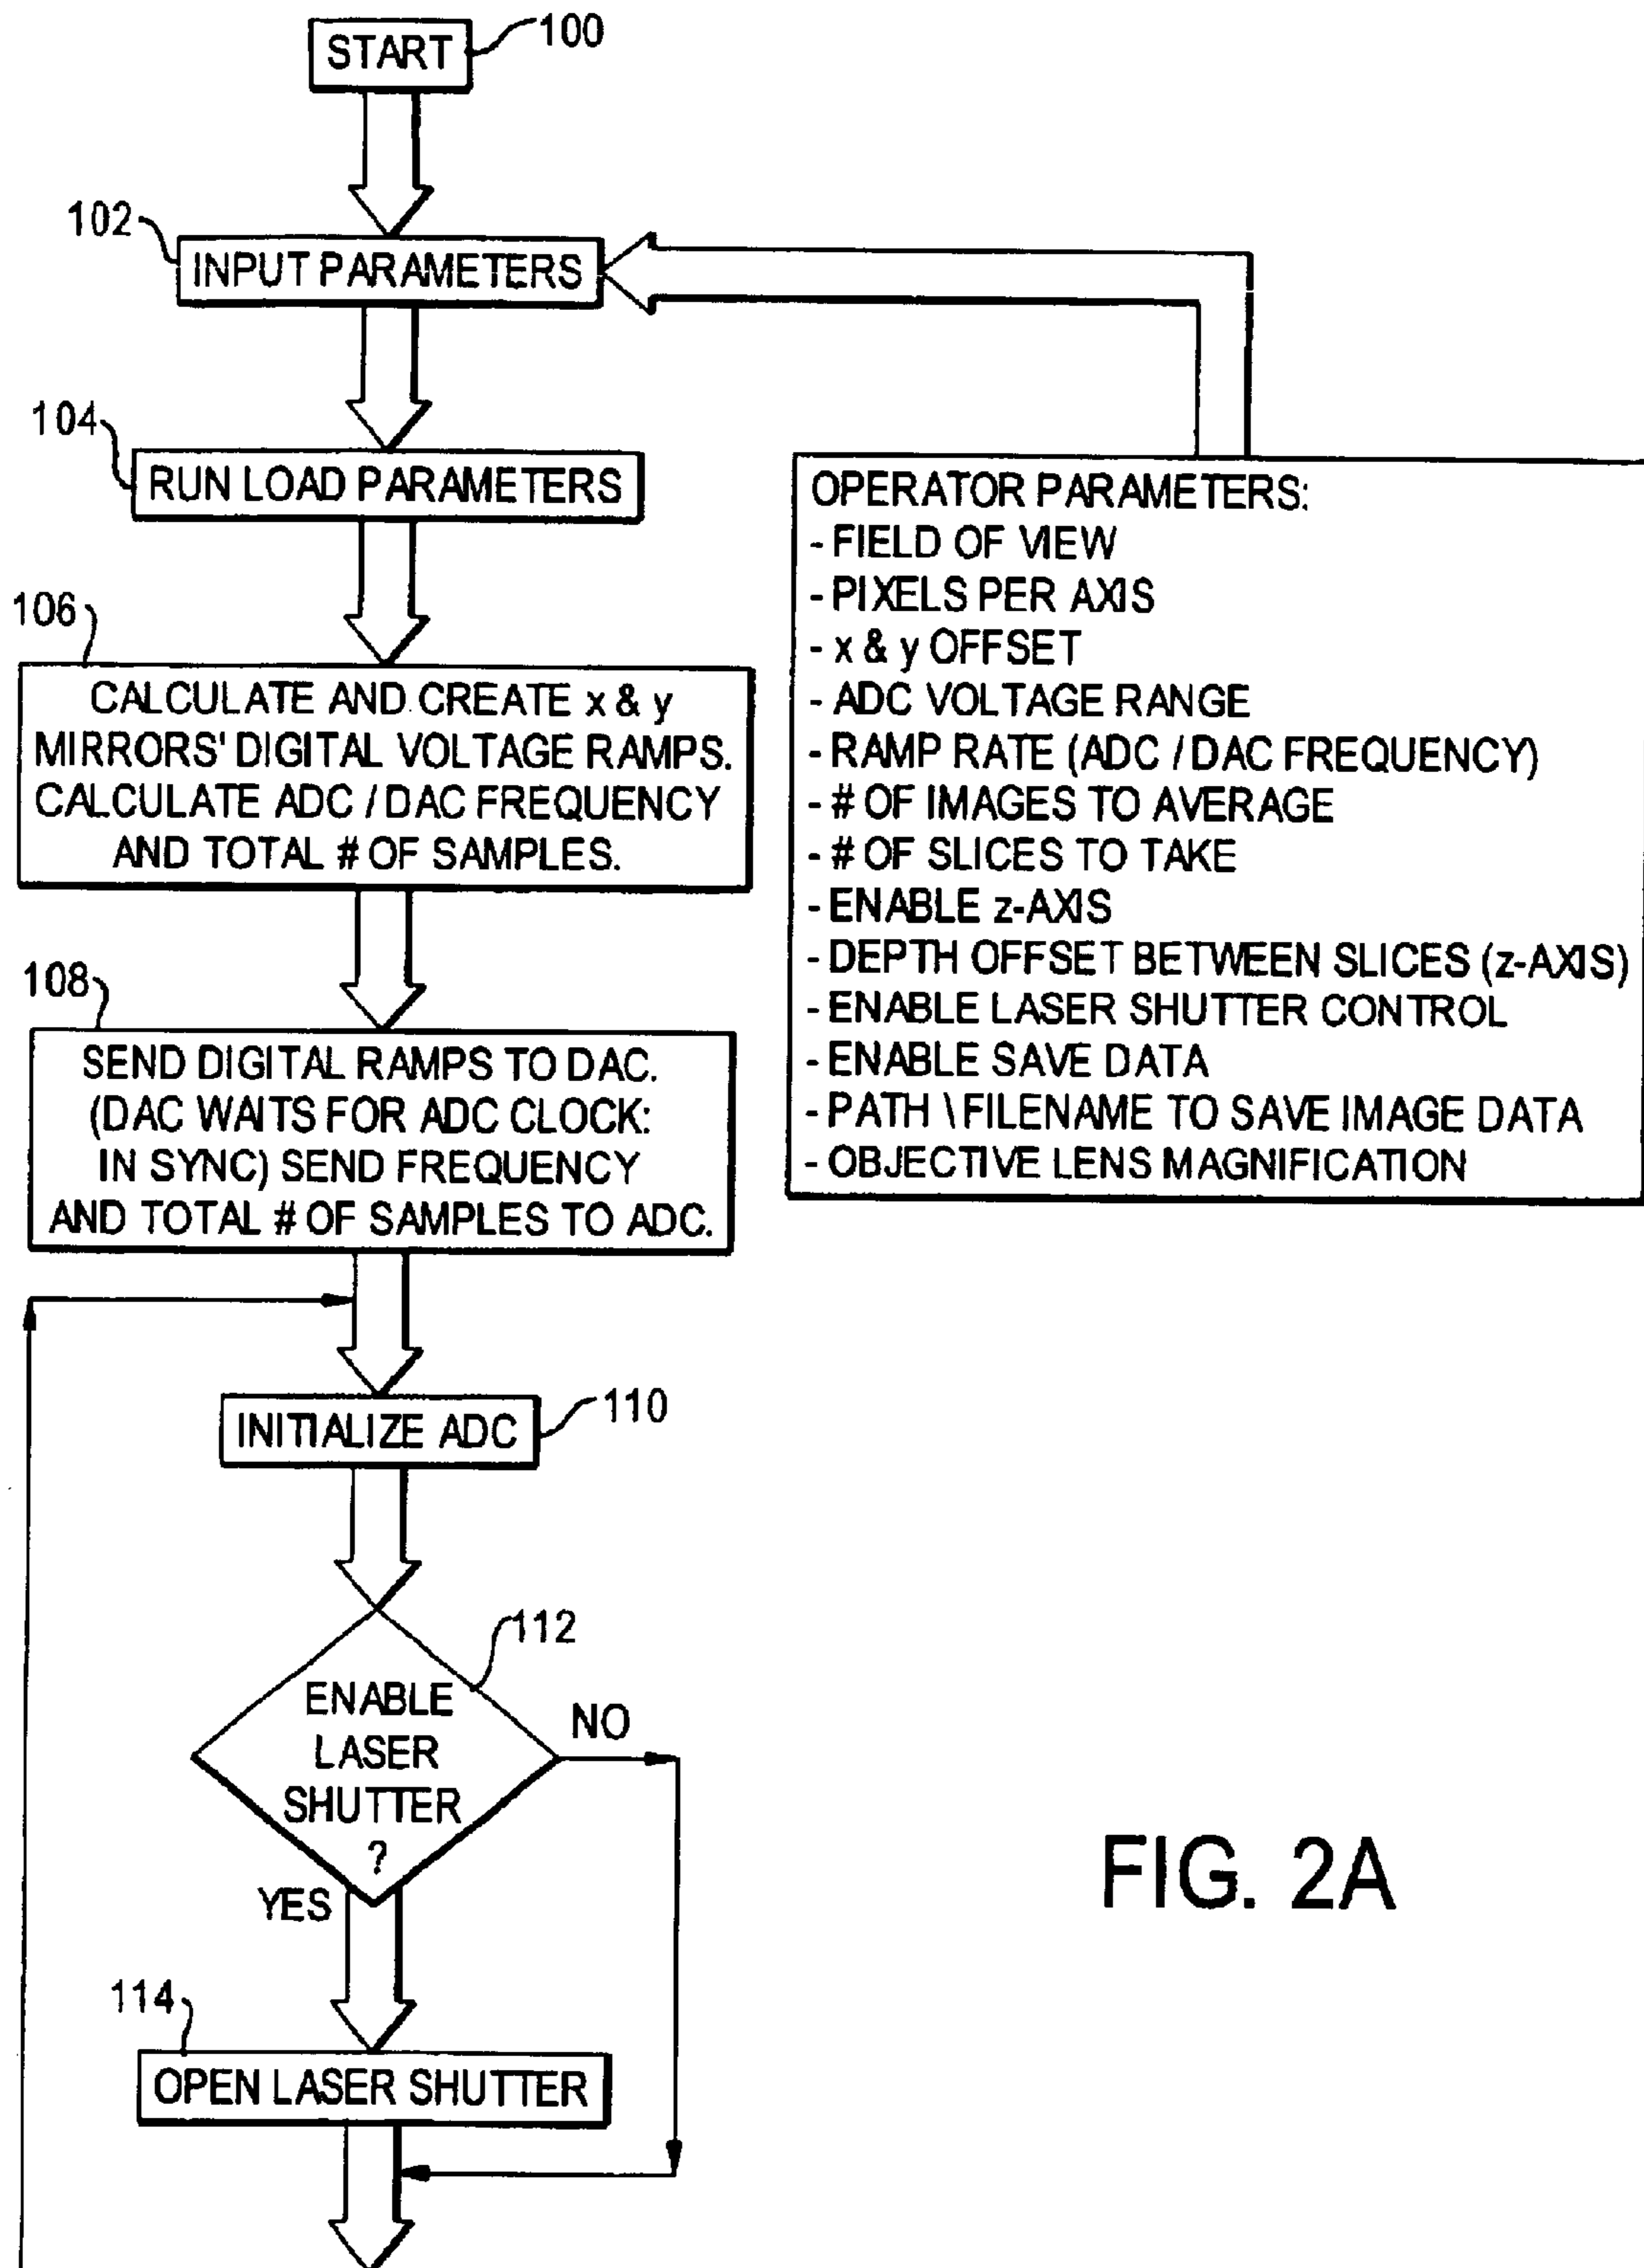 START
100
102
INPUT PARAMETERS
104
RUN LOAD PARAMETERS
OPERATOR PARAMETERS:
- FIELD OF VIEW
- PIXELS PER AXIS
- x & y OFFSET
- ADC VOLTAGE RANGE
- RAMP RATE (ADC / DAC FREQUENCY)
- # OF IMAGES TO AVERAGE
- # OF SLICES TO TAKE
- ENABLE z-AXIS
- DEPTH OFFSET BETWEEN SLICES (z-AXIS)
- ENABLE LASER SHUTTER CONTROL
- ENABLE SAVE DATA
- PATH \ FILENAME TO SAVE IMAGE DATA
- OBJECTIVE LENS MAGNIFICATION
106
CALCULATE AND CREATE x & y
MIRRORS' DIGITAL VOLTAGE RAMPS.
CALCULATE ADC / DAC FREQUENCY
AND TOTAL # OF SAMPLES.
108
SEND DIGITAL RAMPS TO DAC.
(DAC WAITS FOR ADC CLOCK:
IN SYNC) SEND FREQUENCY
AND TOTAL # OF SAMPLES TO ADC.
INITIALIZE ADC
110
112
ENABLE
LASER
SHUTTER
?
NO
YES
114
OPEN LASER SHUTTER
FIG. 2A